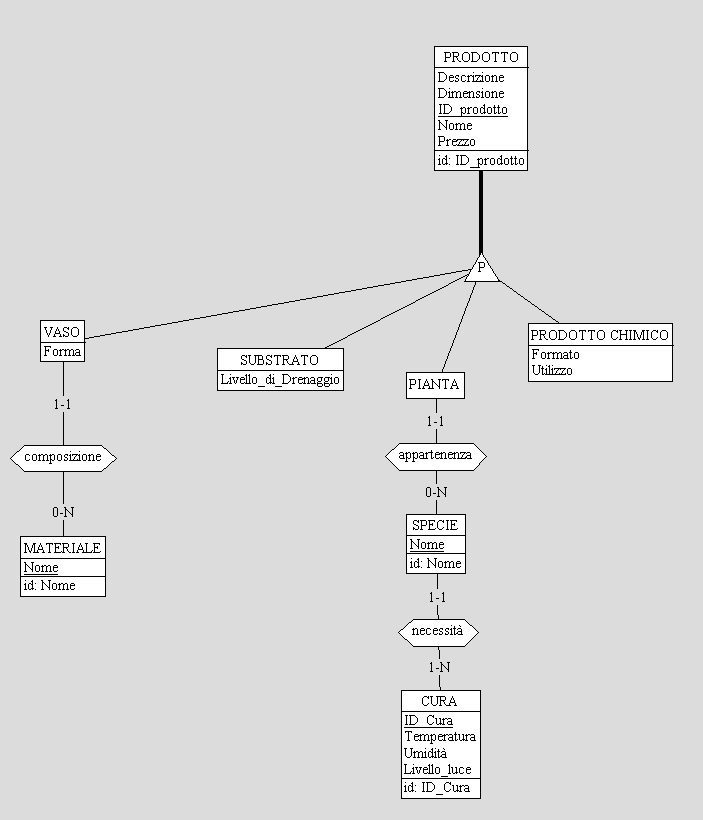 PRODOTTO
Descrizione
Dimensione
ID_prodotto
Nome
Prezzo
id: ID_prodotto
P
VASO
Forma
SUBSTRATO
Livello_di_Drenaggio
PIANTA
PRODOTTO CHIMICO
Formato
Utilizzo
1-1
composizione
0-N
MATERIALE
Nome
id: Nome
1-1
appartenenza
0-N
SPECIE
Nome
id: Nome
1-1
necessità
1-N
CURA
ID_Cura
Temperatura
Umidità
Livello_luce
id: ID_Cura